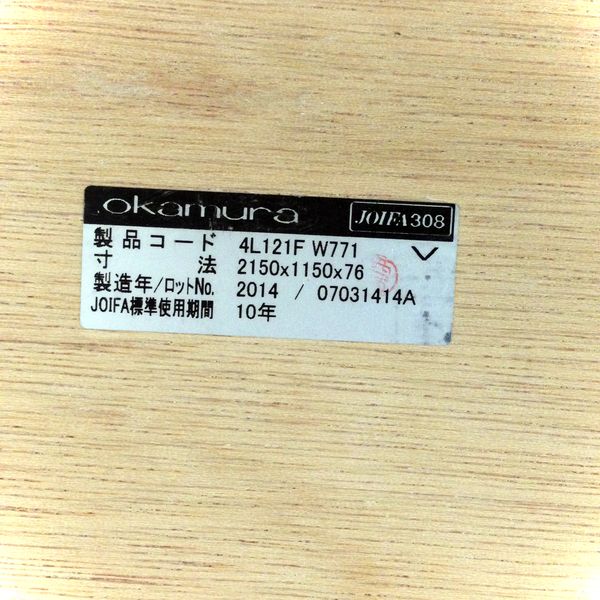 okamura JOIFA308
製品コード 4L121F W771
寸法 2150x1150x76
製造年/ロットNo. 2014 / 07031414A
JOIFA標準使用期間 10年